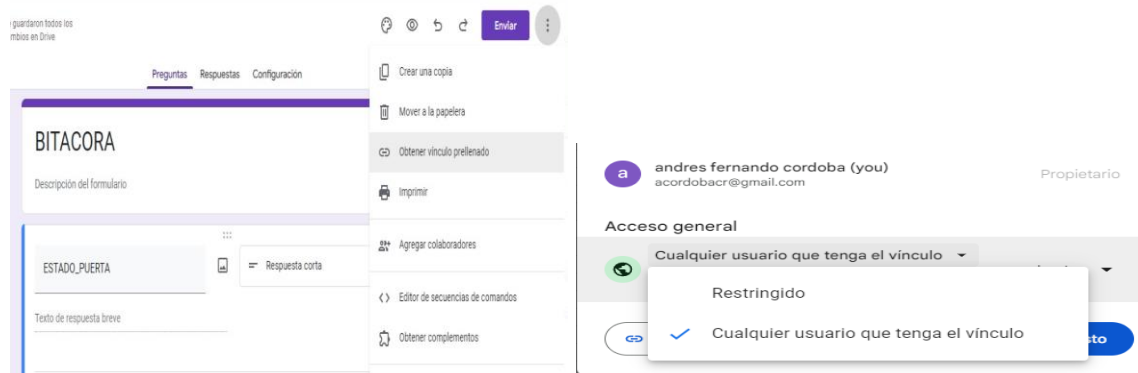 guardaron todos los
mbios en Drive
Enviar
Preguntas Respuestas Configuración
BITACORA
Descripción del formulario
ESTADO_PUERTA
Respuesta corta
Texto de respuesta breve
Crear una copia
Mover a la papelera
Obtener vínculo prellenado
Imprimir
Agregar colaboradores
Editor de secuencias de comandos
Obtener complementos
a
andres fernando cordoba (you)
acordobacr@gmail.com
Propietario
Acceso general
Cualquier usuario que tenga el vínculo
Restringido
Cualquier usuario que tenga el vínculo
sto